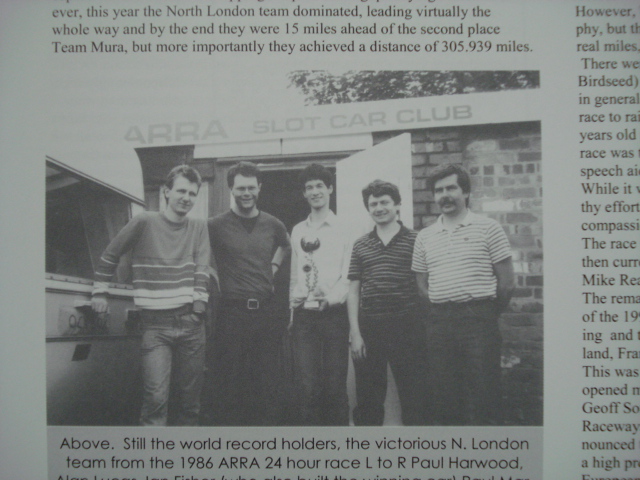 ever, this year the North London team dominated, leading virtually the
whole way and by the end they were 15 miles ahead of the second place
Team Mura, but more importantly they achieved a distance of 305.939 miles.
ARRA SLOT CAR CLUB
Above. Still the world record holders, the victorious N. London
team from the 1986 ARRA 24 hour race L to R Paul Harwood,
However,
phy, but th
real miles,
There we
Birdseed)
in general
race to rai
years old
race was
speech aid
While it w
thy effort
compassi
The race
then curr
Mike Rea
The rema
of the 199
ing and t
land, Fra
This was
opened m
Geoff So
Raceway
nounced
a high pr